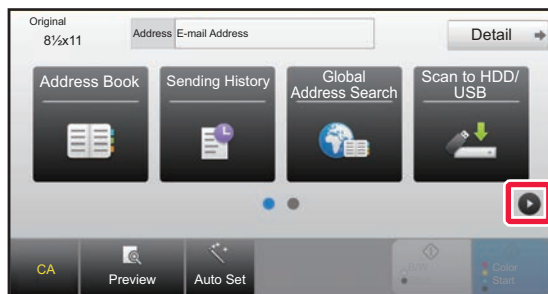 Original
8½x11
Address E-mail Address
Detail
Address Book
Sending History
Global
Address Search
Scan to HDD/
USB
CA
Preview
Auto Set
B/W
Start
Color
Start